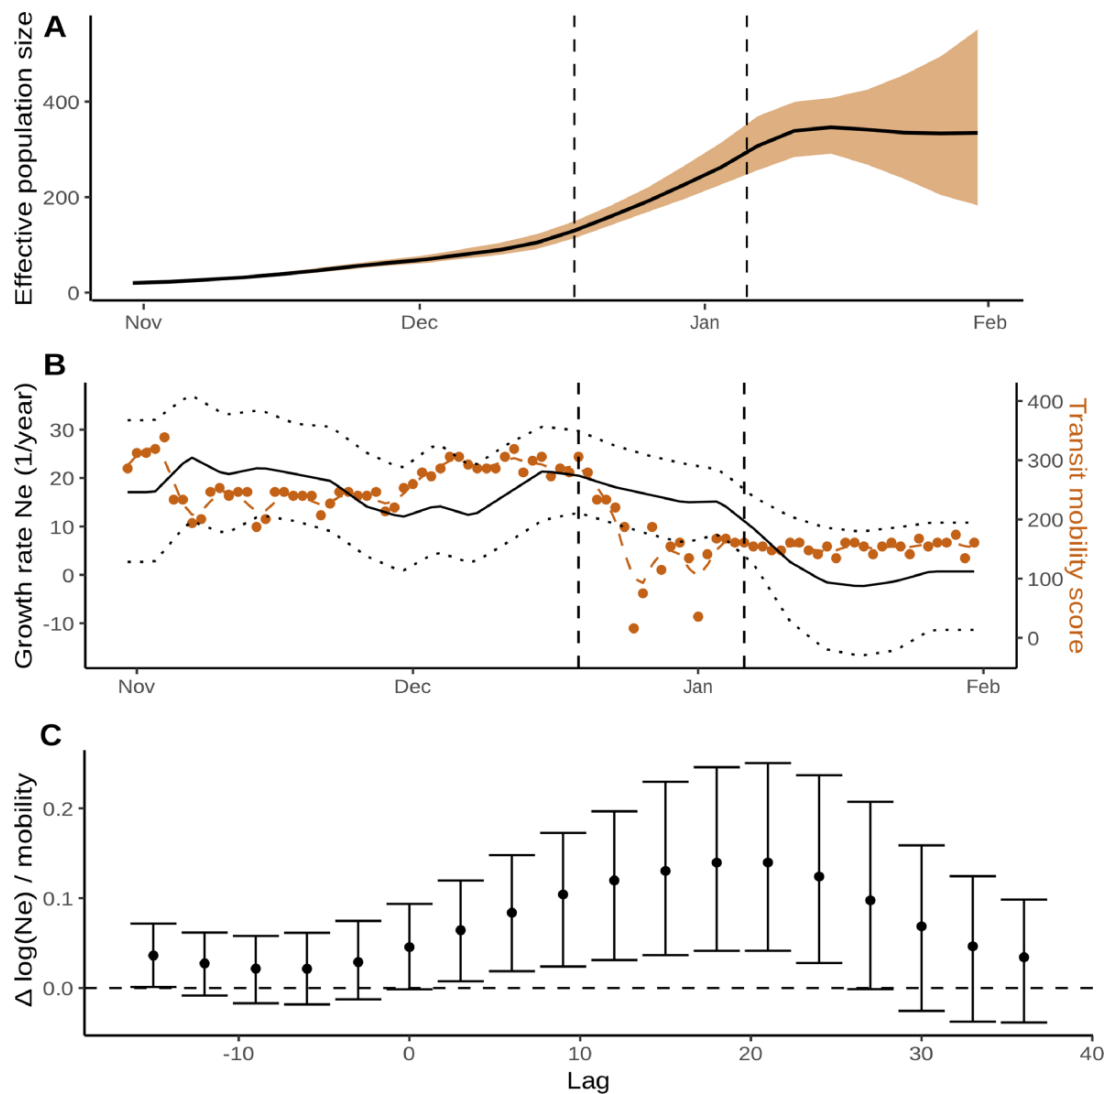 A
Effective population size
400
200
0
Nov Dec Jan Feb
B
Growth rate Ne (1/year)
30
20
10
0
-10
400
300
200
100
0
Transit mobility score
Nov Dec Jan Feb
C
Δ log(Ne) / mobility
0.2
0.1
0.0
-10 0 10 20 30 40
Lag